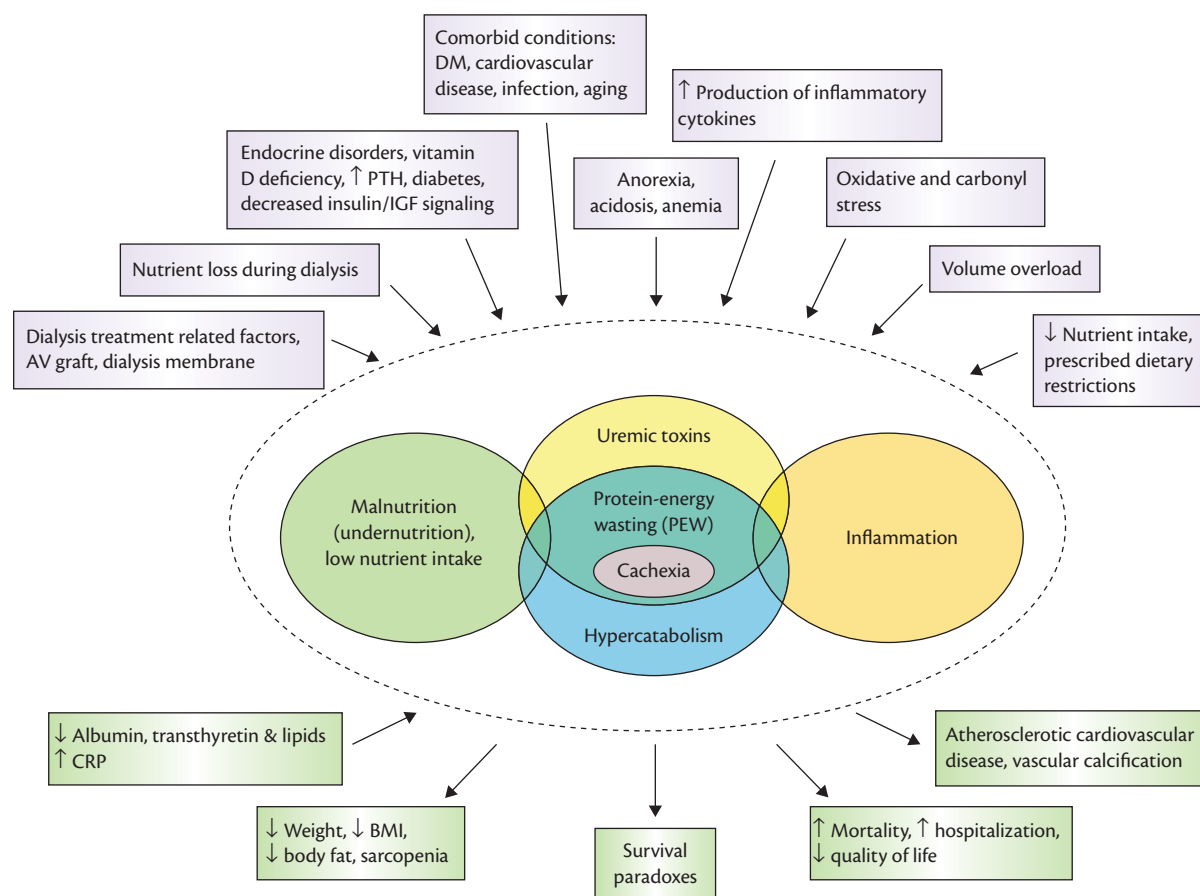 Comorbid conditions:
DM, cardiovascular
disease, infection, aging
↑ Production of inflammatory
cytokines
Endocrine disorders, vitamin
D deficiency, ↑ PTH, diabetes,
decreased insulin/IGF signaling
Anorexia,
acidosis, anemia
Oxidative and carbonyl
stress
Nutrient loss during dialysis
Volume overload
Dialysis treatment related factors,
AV graft, dialysis membrane
↓ Nutrient intake,
prescribed dietary
restrictions
Uremic toxins
Malnutrition
(undernutrition),
low nutrient intake
Protein-energy
wasting (PEW)
Inflammation
Cachexia
Hypercatabolism
↓ Albumin, transthyretin & lipids
↑ CRP
Atherosclerotic cardiovascular
disease, vascular calcification
↓ Weight, ↓ BMI,
↓ body fat, sarcopenia
Survival
paradoxes
↑ Mortality, ↑ hospitalization,
↓ quality of life